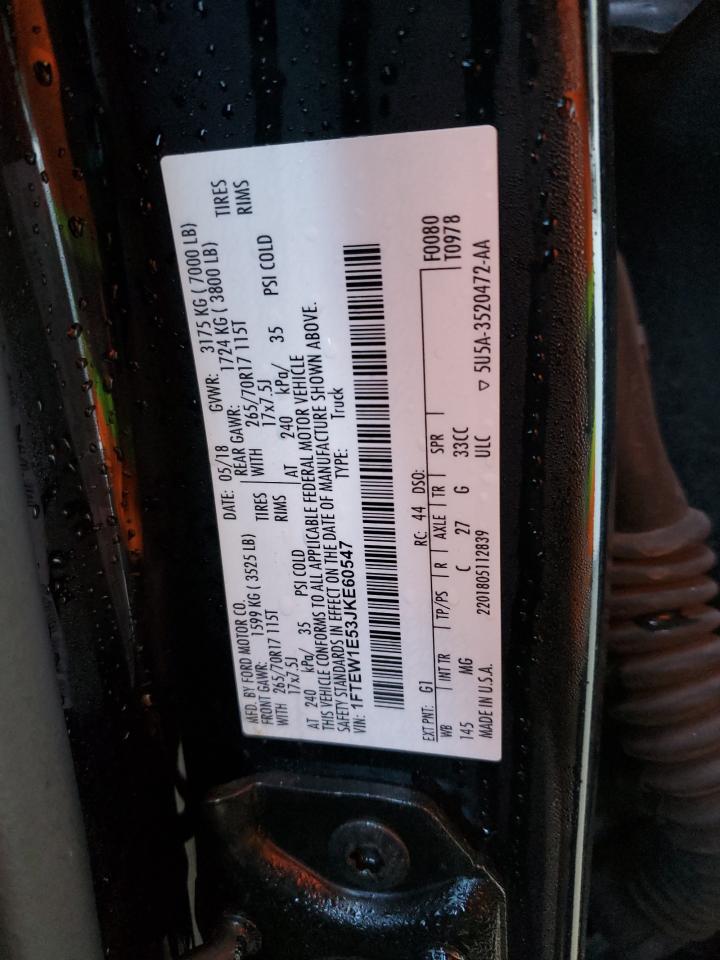 MFD. BY FORD MOTOR CO. DATE: 05/18 GVWR: 3175 KG ( 7000 LB)
FRONT GAWR: 1599 KG ( 3525 LB) REAR GAWR: 1724 KG ( 3800 LB)
WITH 265/70R17 115T TIRES WITH 265/70R17 115T TIRES
17x7.5J RIMS 17x7.5J RIMS
AT 240 kPa/ 35 PSI COLD AT 240 kPa/ 35 PSI COLD
THIS VEHICLE CONFORMS TO ALL APPLICABLE FEDERAL MOTOR VEHICLE
SAFETY STANDARDS IN EFFECT ON THE DATE OF MANUFACTURE SHOWN ABOVE.
VIN: 1FTEW1E53JKE60547 TYPE: Truck
EXT PNT: G1 RC: 44 DSO: F0080
WB INT TR TP/PS R AXLE TR SPR T0978
145 MG C 27 G 33CC
MADE IN U.S.A. 2201805112839 ULC ▽ 5U5A-3520472-AA